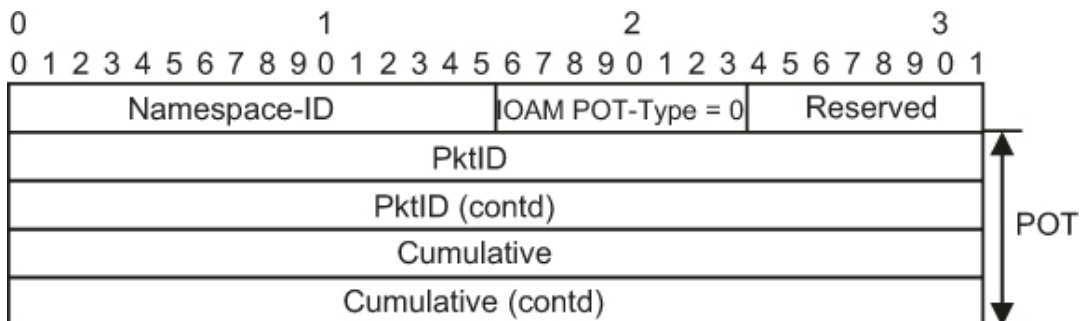 0 1 2 3
0 1 2 3 4 5 6 7 8 9 0 1 2 3 4 5 6 7 8 9 0 1 2 3 4 5 6 7 8 9 0 1
Namespace-ID IOAM POT-Type = 0 Reserved
PktID
PktID (contd)
POT
Cumulative
Cumulative (contd)